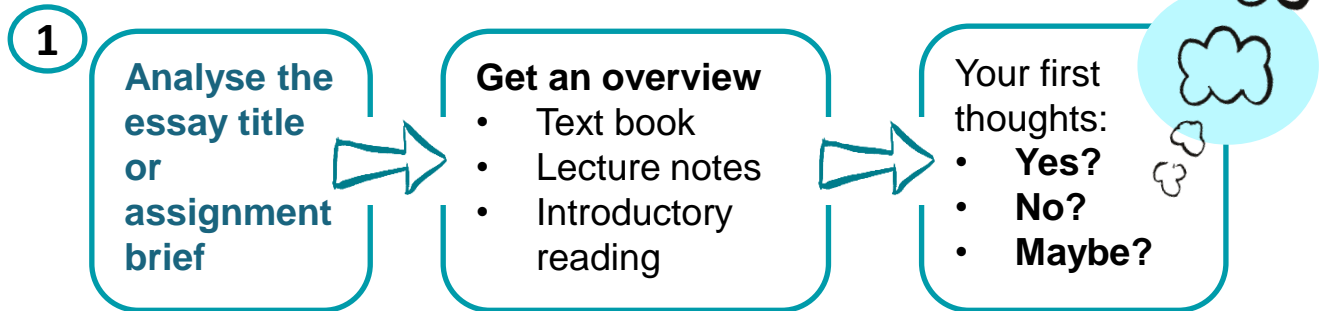 1
Analyse the
essay title
or
assignment
brief
Get an overview
• Text book
• Lecture notes
• Introductory
reading
Your first
thoughts:
• Yes?
• No?
• Maybe?